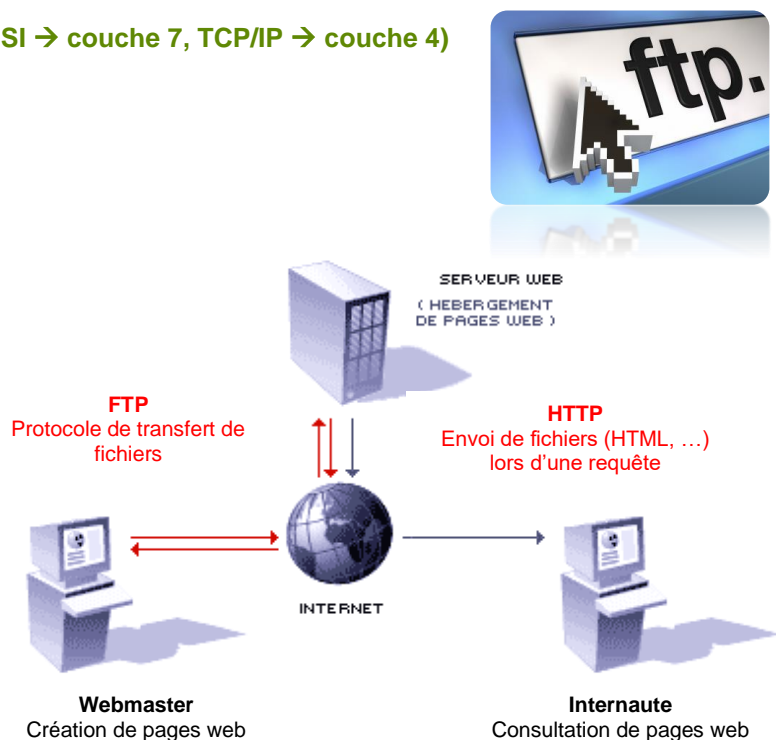 SI → couche 7, TCP/IP → couche 4)
ftp.
SERVEUR WEB
( HEBERGEMENT
DE PAGES WEB )
FTP
Protocole de transfert de
fichiers
HTTP
Envoi de fichiers (HTML, …)
lors d’une requête
INTERNET
Webmaster
Création de pages web
Internaute
Consultation de pages web